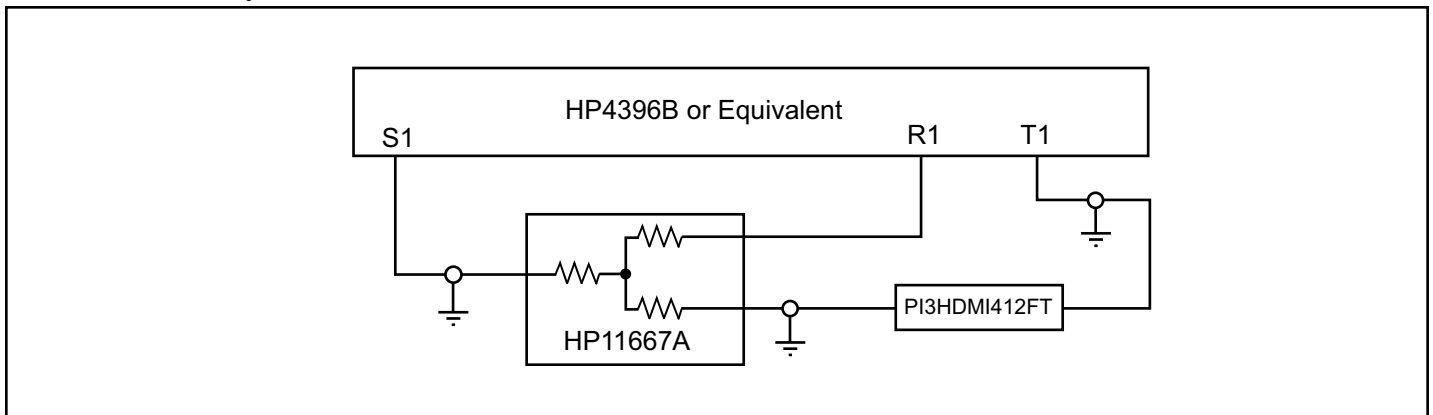 HP4396B or Equivalent
S1
R1
T1
PI3HDMI412FT
HP11667A